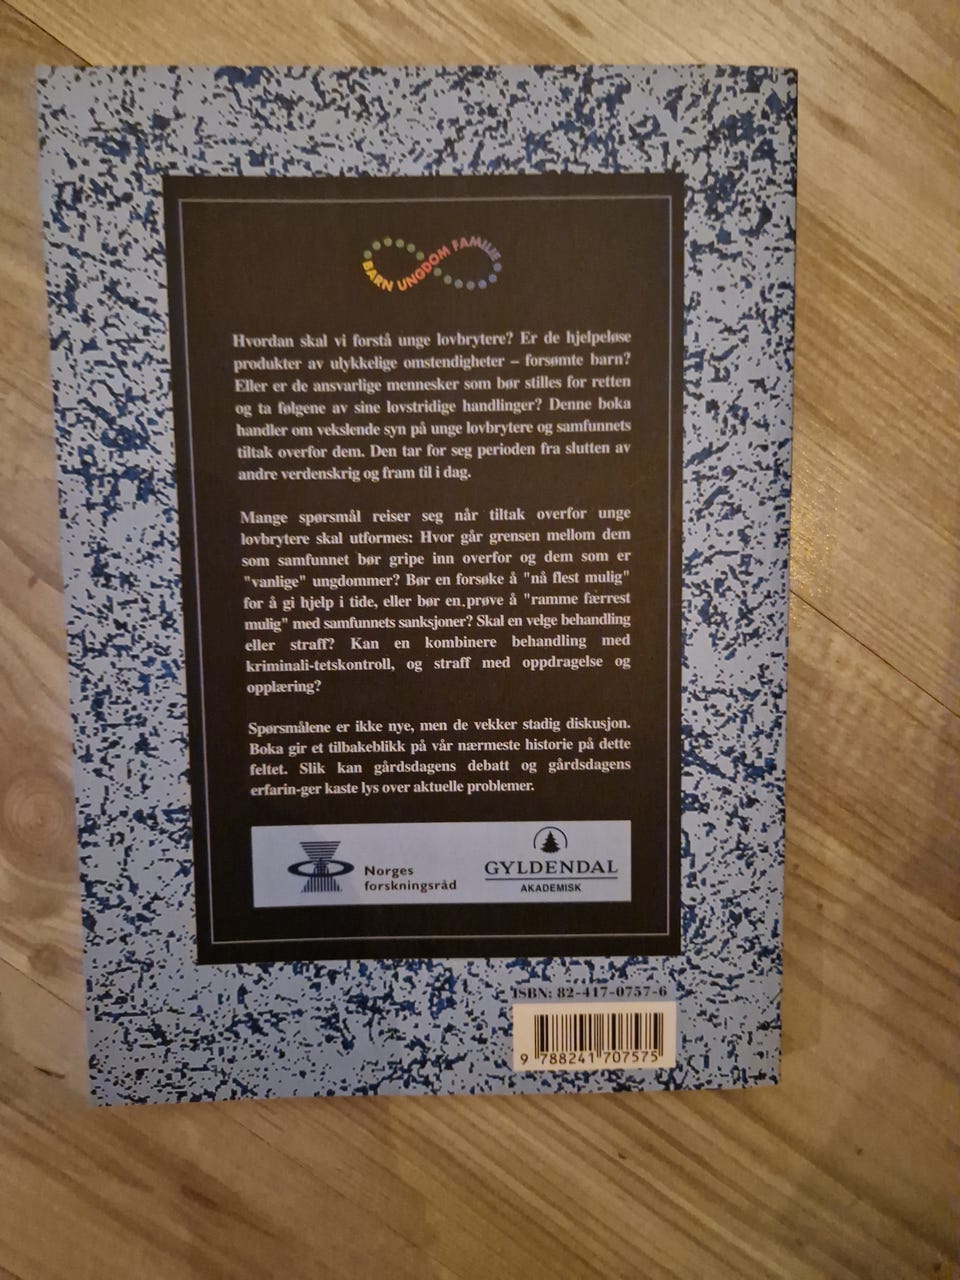 BARN UNGDOM FAMILIE
Hvordan skal vi forstå unge lovbrytere? Er de hjelpeløse
produkter av ulykkelige omstendigheter – forsømte barn?
Eller er de ansvarlige mennesker som bør stilles for retten
og ta følgene av sine lovstridige handlinger? Denne boka
handler om vekslende syn på unge lovbrytere og samfunnets
tiltak overfor dem. Den tar for seg perioden fra slutten av
andre verdenskrig og fram til i dag.
Mange spørsmål reiser seg når tiltak overfor unge
lovbrytere skal utformes: Hvor går grensen mellom dem
som samfunnet bør gripe inn overfor og dem som er
"vanlige" ungdommer? Bør en forsøke å "nå flest mulig"
for å gi hjelp i tide, eller bør en prøve å "ramme færrest
mulig" med samfunnets sanksjoner? Skal en velge behandling
eller straff? Kan en kombinere behandling med
kriminali-tetskontroll, og straff med oppdragelse og
opplæring?
Spørsmålene er ikke nye, men de vekker stadig diskusjon.
Boka gir et tilbakeblikk på vår nærmeste historie på dette
feltet. Slik kan gårdsdagens debatt og gårdsdagens
erfarin-ger kaste lys over aktuelle problemer.
Norges
forskningsråd
GYLDENDAL
AKADEMISK
ISBN: 82-417-0757-6
9 788241 707575